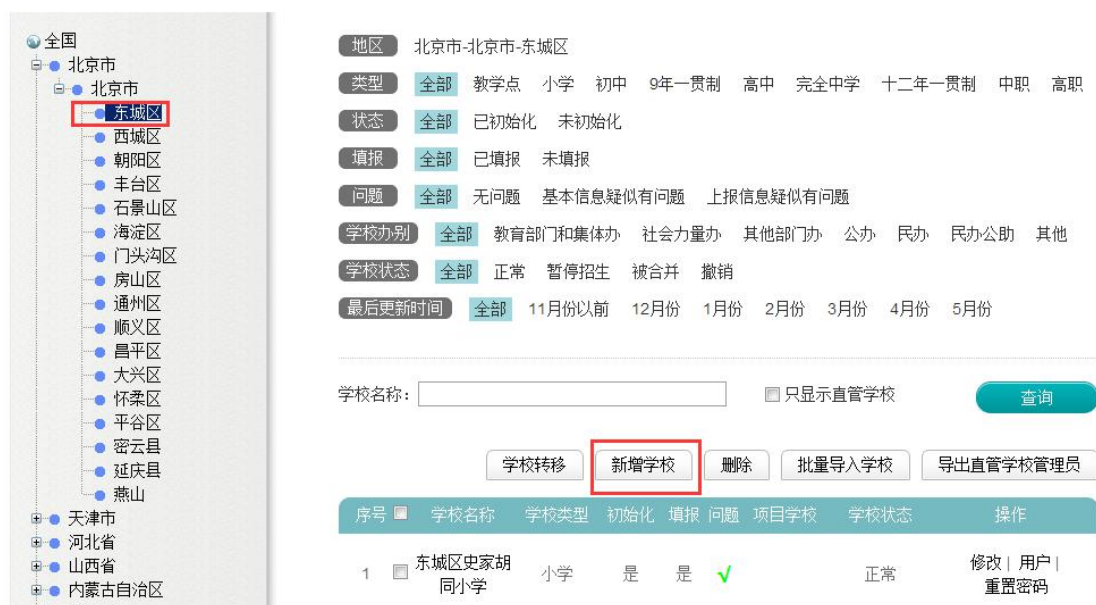 全国
北京市
北京市
东城区
西城区
朝阳区
丰台区
石景山区
海淀区
门头沟区
房山区
通州区
顺义区
昌平区
大兴区
怀柔区
平谷区
密云县
延庆县
燕山
天津市
河北省
山西省
内蒙古自治区
地区 北京市-北京市-东城区
类型 全部 教学点 小学 初中 9年一贯制 高中 完全中学 十二年一贯制 中职 高职
状态 全部 已初始化 未初始化
填报 全部 已填报 未填报
问题 全部 无问题 基本信息疑似有问题 上报信息疑似有问题
学校办别 全部 教育部门和集体办 社会力量办 其他部门办 公办 民办 民办公助 其他
学校状态 全部 正常 暂停招生 被合并 撤销
最后更新时间 全部 11月份以前 12月份 1月份 2月份 3月份 4月份 5月份
学校名称： 只显示直管学校 查询
学校转移 新增学校 删除 批量导入学校 导出直管学校管理员
序号 学校名称 学校类型 初始化 填报 问题 项目学校 学校状态 操作
1 东城区史家胡同小学 小学 是 是 √ 正常 修改 | 用户 | 重置密码